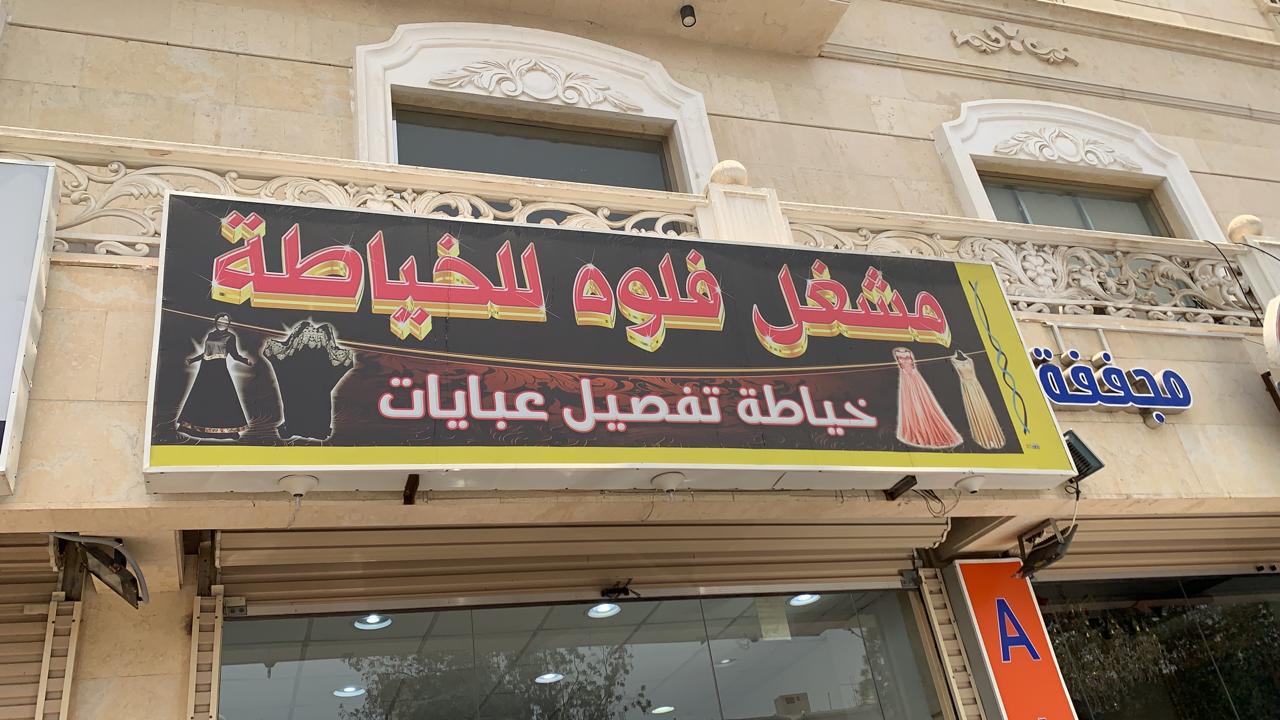 مشغل فلوه للخياطة
خياطة تفصيل عبايات
مجففة
A